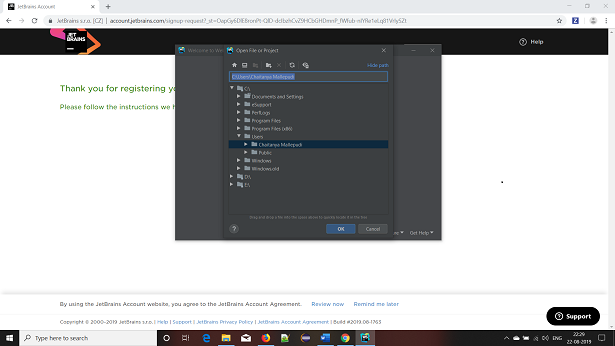 JetBrains Account
JetBrains s.r.o. [CZ]
account.jetbrains.com/signup-request?_st=
JET
BRAINS
Help
Welcome to
Open File or Project
Hide path
C:\Users\Chaitanya Mallepudi
C:\
Documents and Settings
eSupport
PerfLogs
Program Files
Program Files (x86)
Users
Chaitanya Mallepudi
Public
Windows
Windows.old
D:\
E:\
Drag and drop a file into the space above to quickly locate it in the tree
OK
Cancel
Get Help
Thank you for registering
Please follow the instructions we
By using the JetBrains Account website, you agree to the JetBrains Account Agreement.
Review now
Remind me later
Support
Copyright © 2000-2019 JetBrains s.r.o. | Help | Support | JetBrains Privacy Policy | JetBrains Account Agreement | Build #2019.08-1763
Type here to search
ENG
22:29
22-08-2019